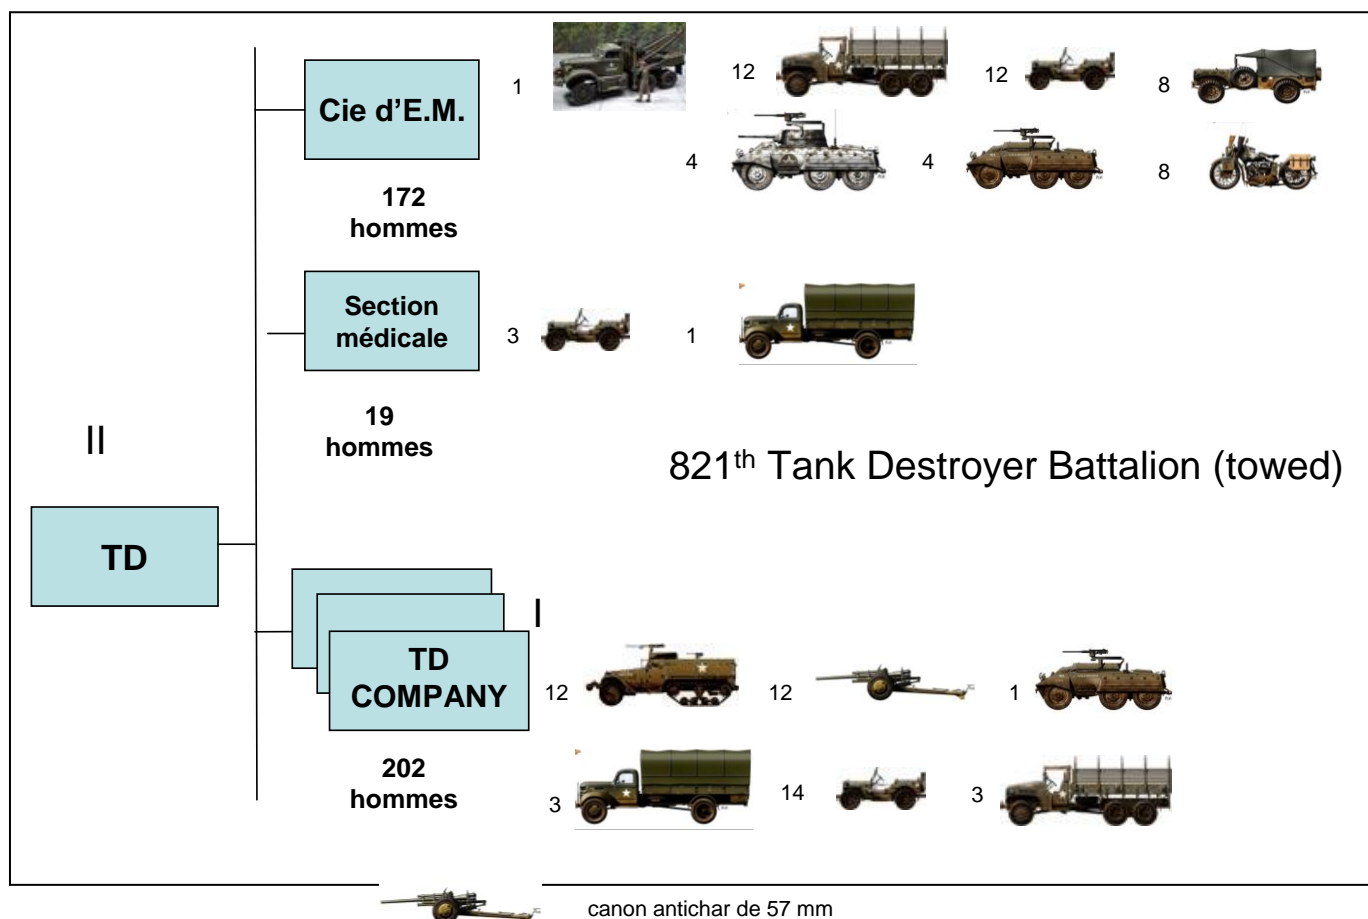 1
12
12
8
Cie d'E.M.
4
4
8
172
hommes
Section
médicale
3
1
19
hommes
II
821th Tank Destroyer Battalion (towed)
TD
I
TD
COMPANY
12
12
1
202
hommes
3
14
3
canon antichar de 57 mm